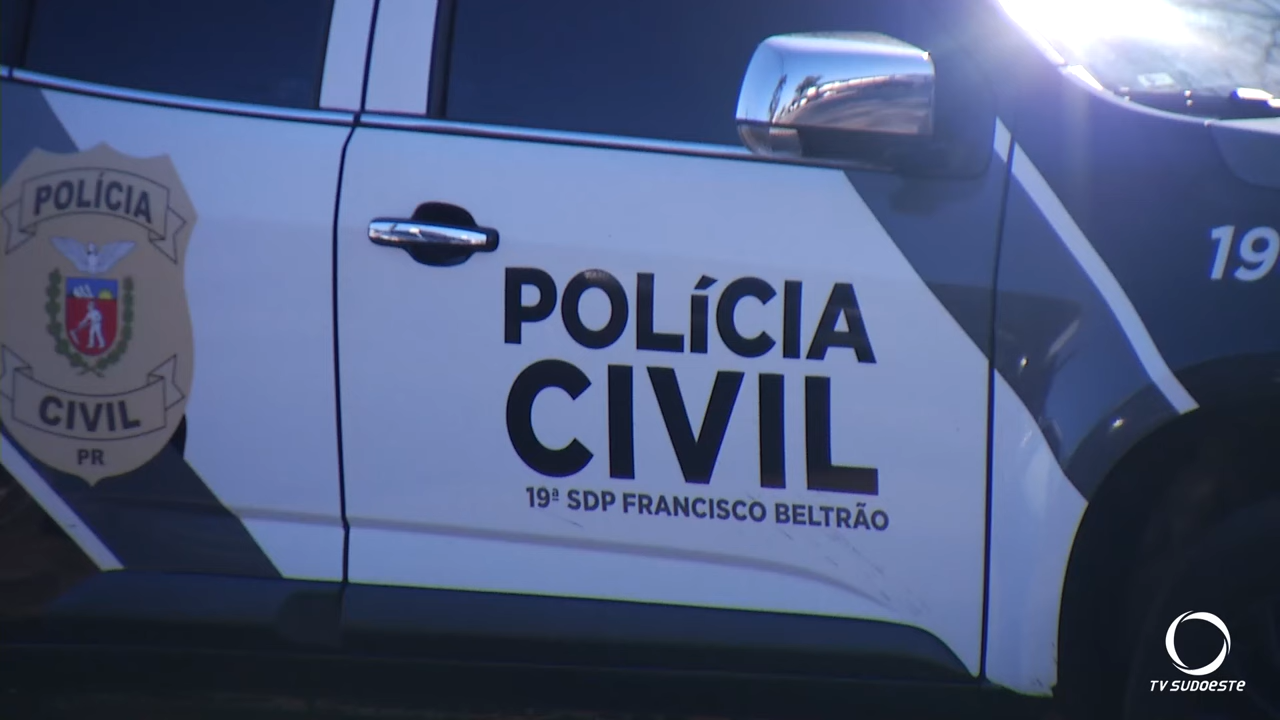 POLÍCIA
CIVIL
PR
POLÍCIA
CIVIL
19ª SDP FRANCISCO BELTRÃO
19
TV SUDOESTE